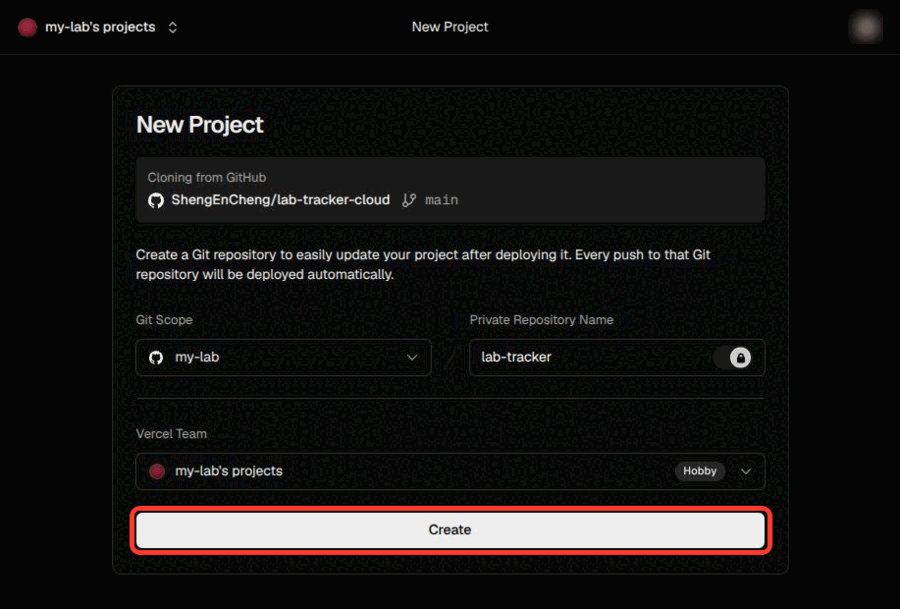 my-lab's projects
New Project
New Project
Cloning from GitHub
ShengEnCheng/lab-tracker-cloud main
Create a Git repository to easily update your project after deploying it. Every push to that Git
repository will be deployed automatically.
Git Scope
Private Repository Name
my-lab
lab-tracker
Vercel Team
my-lab's projects
Hobby
Create